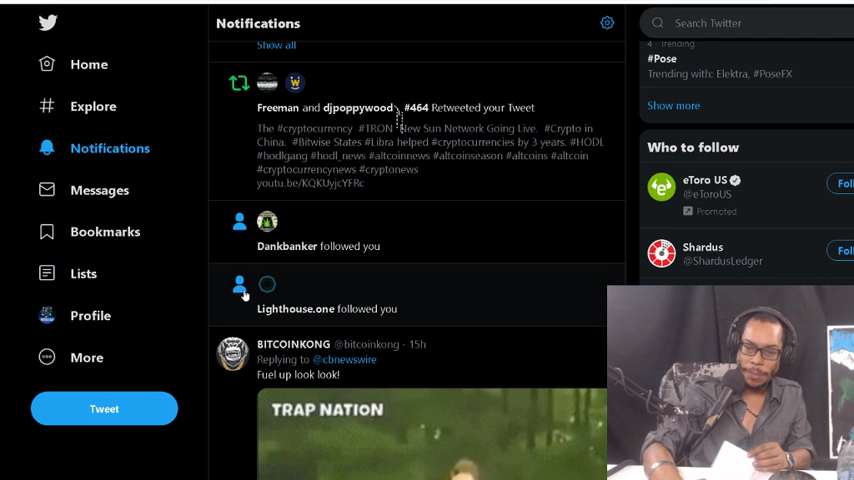 Home
Explore
Notifications
Messages
Bookmarks
Lists
Profile
More
Tweet
Notifications
Show all
Freeman and djpoppywood #464 Retweeted your Tweet
The #cryptocurrency #TRON New Sun Network Going Live. #Crypto in
China. #Bitwise States #Libra helped #cryptocurrencies by 3 years. #HODL
#hodlgang #hodl_news #altcoinnews #altcoinseason #altcoins #altcoin
#cryptocurrencynews #cryptonews
youtu.be/KQKUyjcYFRc
Dankbanker followed you
Lighthouse.one followed you
BITCOINKONG @bitcoinkong · 15h
Replying to @cbnewswire
Fuel up look look!
TRAP NATION
Search Twitter
4 · Trending
#Pose
Trending with: Elektra, #PoseFX
Show more
Who to follow
eToro US
@eToroUS
Promoted
Fol
Shardus
@ShardusLedger
Fol